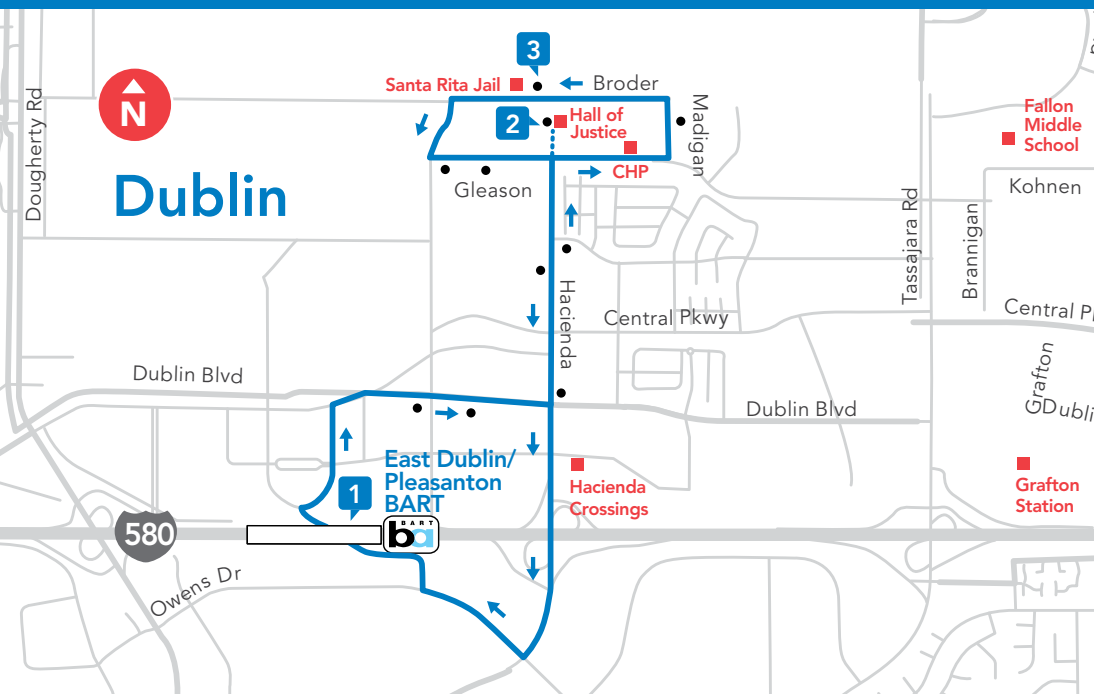 3
Santa Rita Jail
Broder
N
Dougherty Rd
2
Hall of
Justice
Madigan
Fallon
Middle
School
CHP
Gleason
Kohnen
Dublin
Tassajara Rd
Brannigan
Hacienda
Central Pkwy
Central P
Dublin Blvd
Grafton
Dubli
Dublin Blvd
East Dublin/
Pleasanton
BART
1
Hacienda
Crossings
Grafton
Station
BART
ba
580
Owens Dr